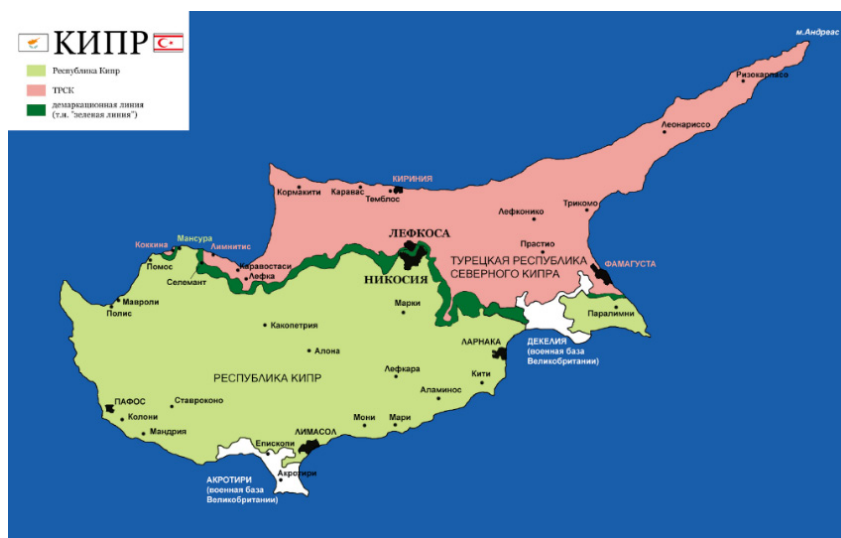 КИПР
Республика Кипр
ТРСК
демаркационная линия
(т.н. "зеленая линия")
м.Андреас
Ризокарпасо
Леонариссо
КИРИНИЯ
Кормакити
Каравас
Темблос
Трикомо
Лефконико
ЛЕФКОСА
Прастио
Коккина
Мансура
Лимнитис
ТУРЕЦКАЯ РЕСПУБЛИКА
СЕВЕРНОГО КИПРА
ФАМАГУСТА
Помос
Каравостаси
Лефка
Селемант
НИКОСИЯ
Мавроли
Полис
Марки
Паралимни
Какопетрия
ЛАРНАКА
ДЕКЕЛИЯ
(военная база
Великобритании)
Алона
Лефкара
Кити
РЕСПУБЛИКА КИПР
Аламинос
ПАФОС
Ставроконо
Колони
Мандрия
Мони
Мари
ЛИМАСОЛ
Епископи
Акротири
АКРОТИРИ
(военная база
Великобритании)